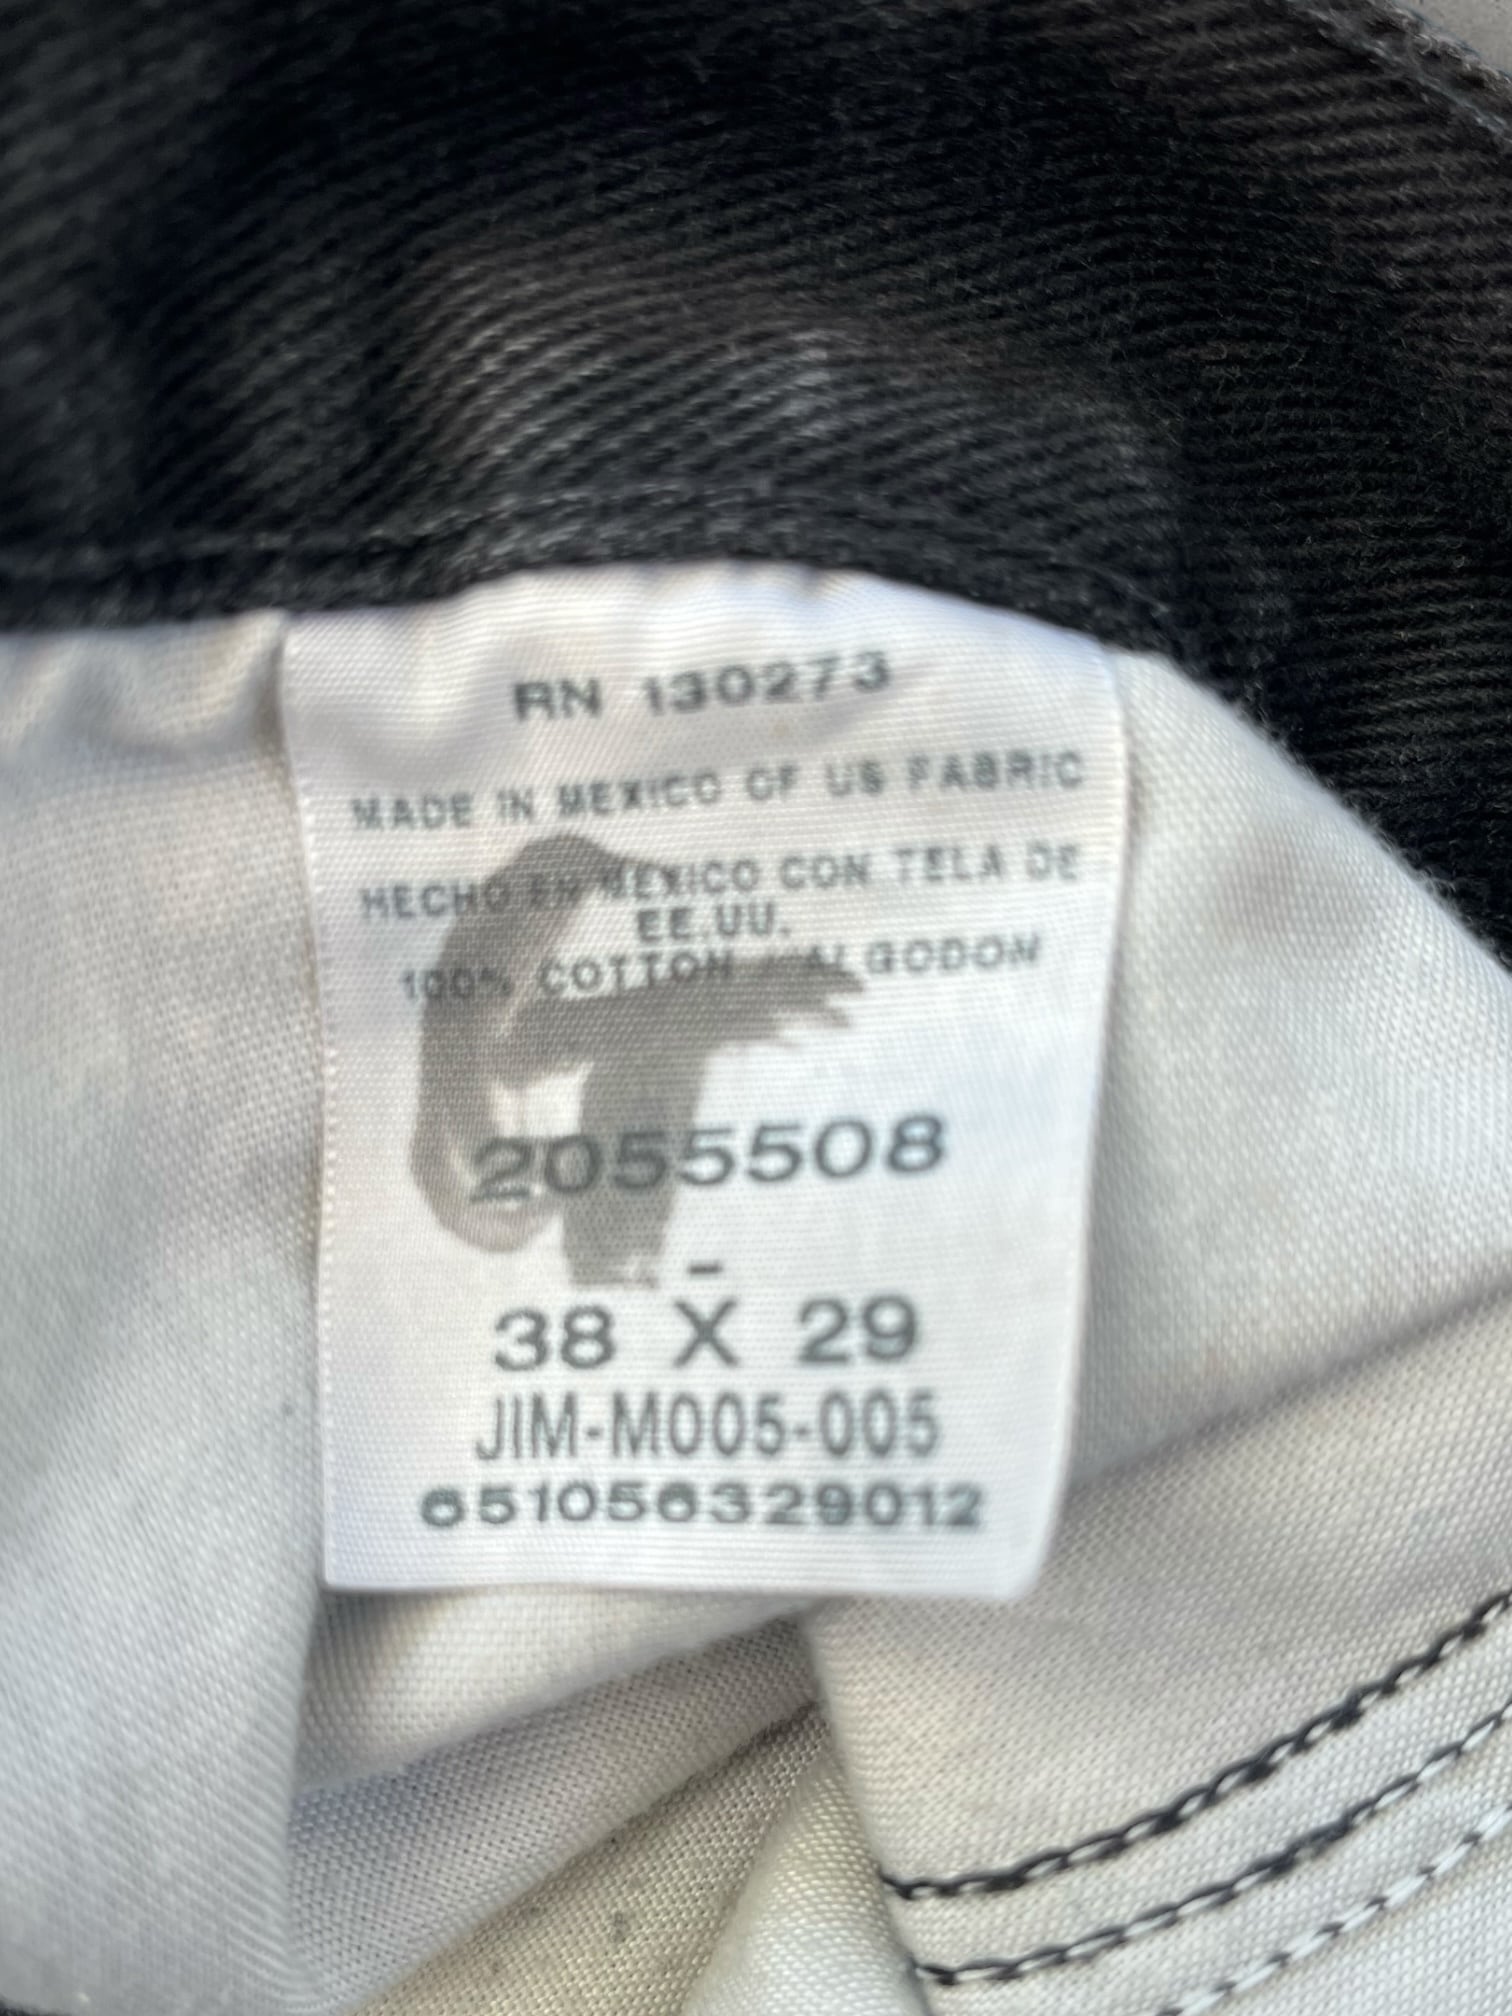 RN 130273
MADE IN MEXICO OF US FABRIC
HECHO EN MEXICO CON TELA DE
EE.UU.
100% COTTON / ALGODON
2055508
-
38 X 29
JIM-M005-005
651056329012